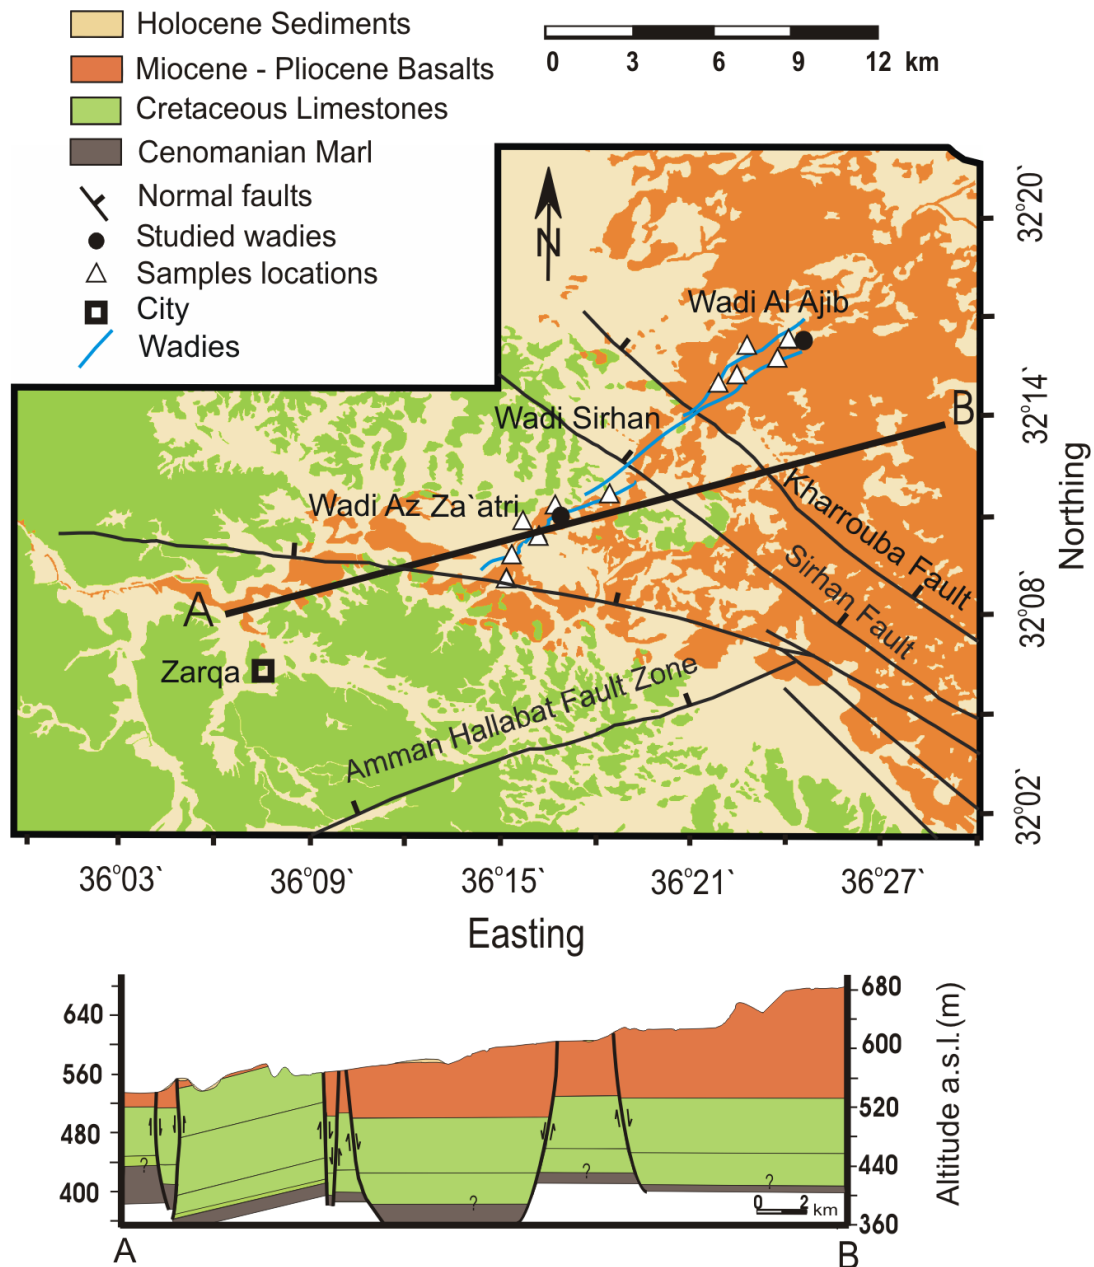 Holocene Sediments
Miocene - Pliocene Basalts
Cretaceous Limestones
Cenomanian Marl
Normal faults
Studied wadies
Samples locations
City
Wadies
0 3 6 9 12 km
N
Wadi Al Ajib
Wadi Sirhan
Wadi Az Za`atri
A
B
Zarqa
Kharrouba Fault
Sirhan Fault
Amman Hallabat Fault Zone
32°20`
32°14`
32°08`
32°02`
Northing
36°03` 36°09` 36°15` 36°21` 36°27`
Easting
640
560
480
400
680
600
520
440
360
Altitude a.s.l.(m)
? ? ? ?
0 2 km
A B